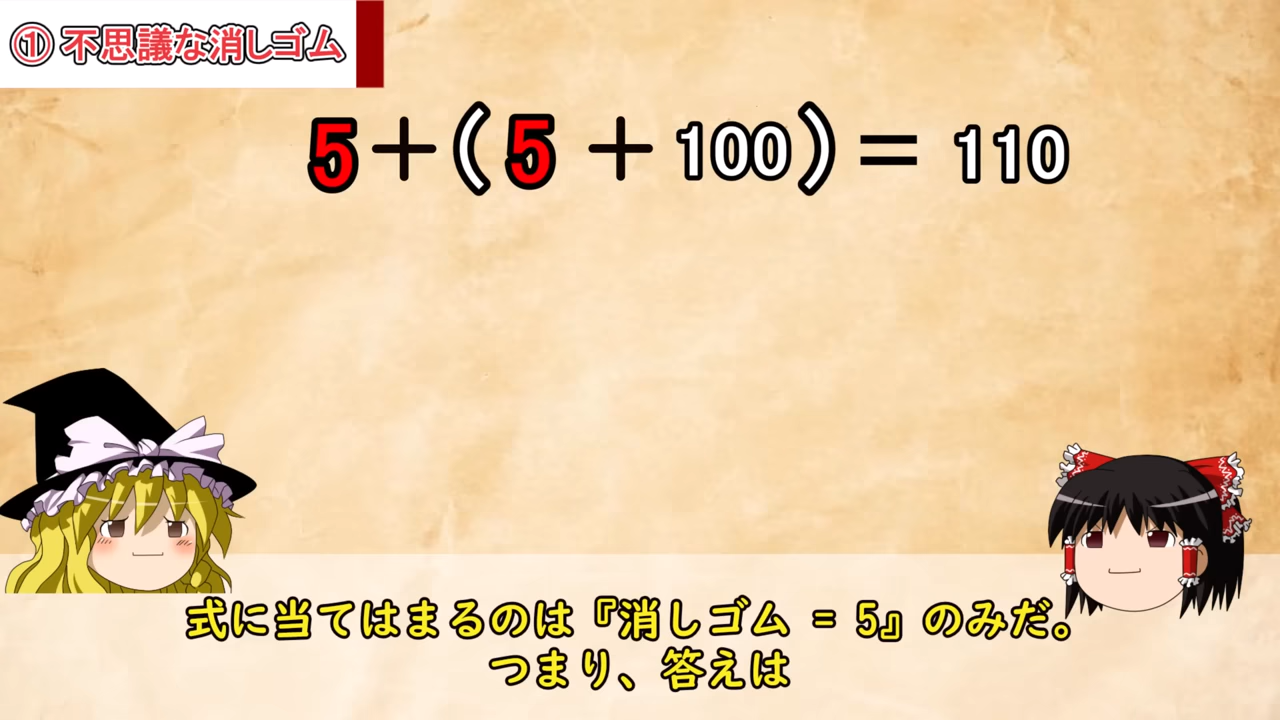 ① 不思議な消しゴム
5+(5+100)=110
式に当てはまるのは『消しゴム = 5』のみだ。
つまり、答えは